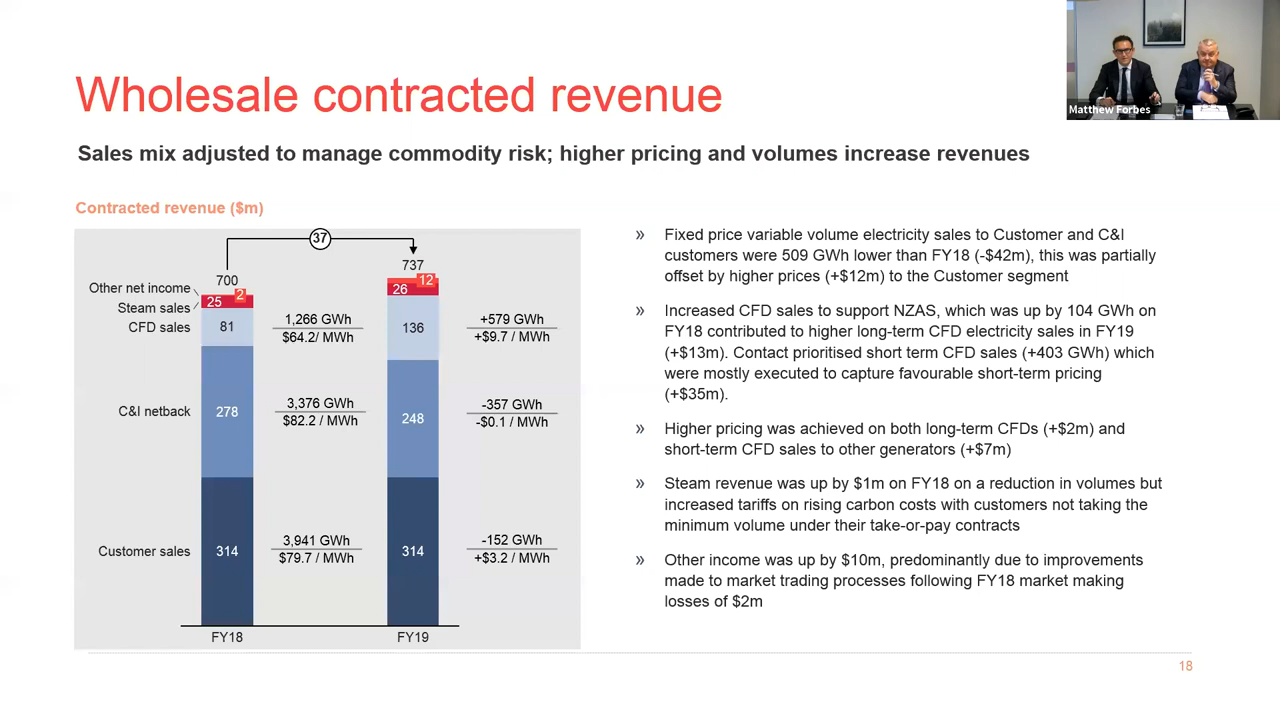 Matthew Forbes
Wholesale contracted revenue
Sales mix adjusted to manage commodity risk; higher pricing and volumes increase revenues
Contracted revenue ($m)
37
700
737
Other net income
2
12
Steam sales
25
26
CFD sales
81
1,266 GWh
$64.2/ MWh
136
+579 GWh
+$9.7 / MWh
C&I netback
278
3,376 GWh
$82.2 / MWh
248
-357 GWh
-$0.1 / MWh
Customer sales
314
3,941 GWh
$79.7 / MWh
314
-152 GWh
+$3.2 / MWh
FY18
FY19
» Fixed price variable volume electricity sales to Customer and C&I
customers were 509 GWh lower than FY18 (-$42m), this was partially
offset by higher prices (+$12m) to the Customer segment
» Increased CFD sales to support NZAS, which was up by 104 GWh on
FY18 contributed to higher long-term CFD electricity sales in FY19
(+$13m). Contact prioritised short term CFD sales (+403 GWh) which
were mostly executed to capture favourable short-term pricing
(+$35m).
» Higher pricing was achieved on both long-term CFDs (+$2m) and
short-term CFD sales to other generators (+$7m)
» Steam revenue was up by $1m on FY18 on a reduction in volumes but
increased tariffs on rising carbon costs with customers not taking the
minimum volume under their take-or-pay contracts
» Other income was up by $10m, predominantly due to improvements
made to market trading processes following FY18 market making
losses of $2m
18